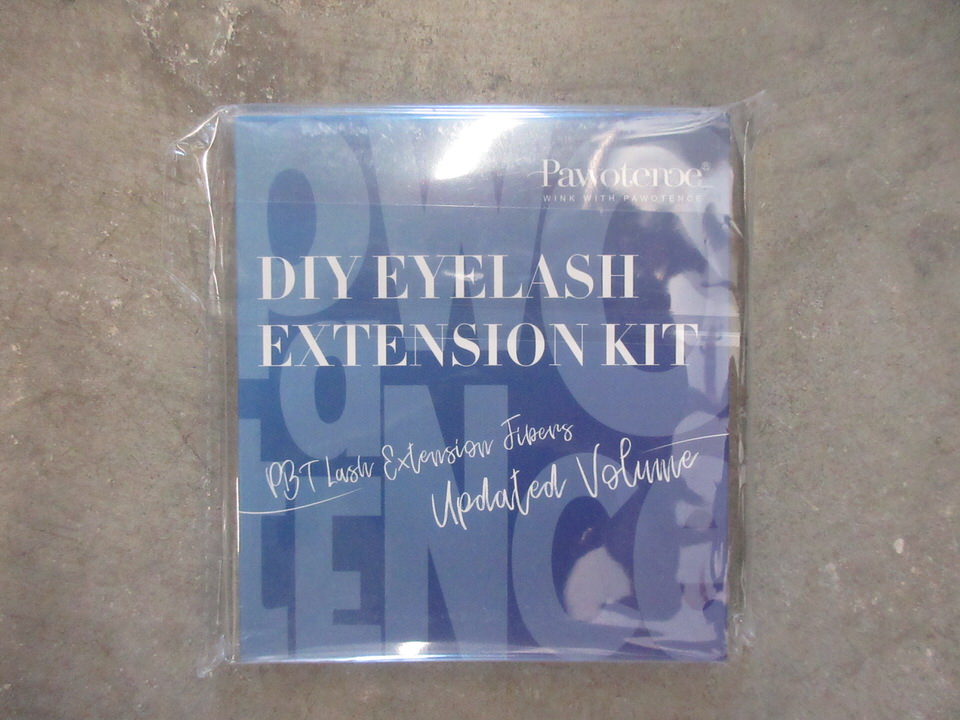 Pawotence®
WINK WITH PAWOTENCE
DIY EYELASH
EXTENSION KIT
PBT Lash Extension Fibers
Updated Volume